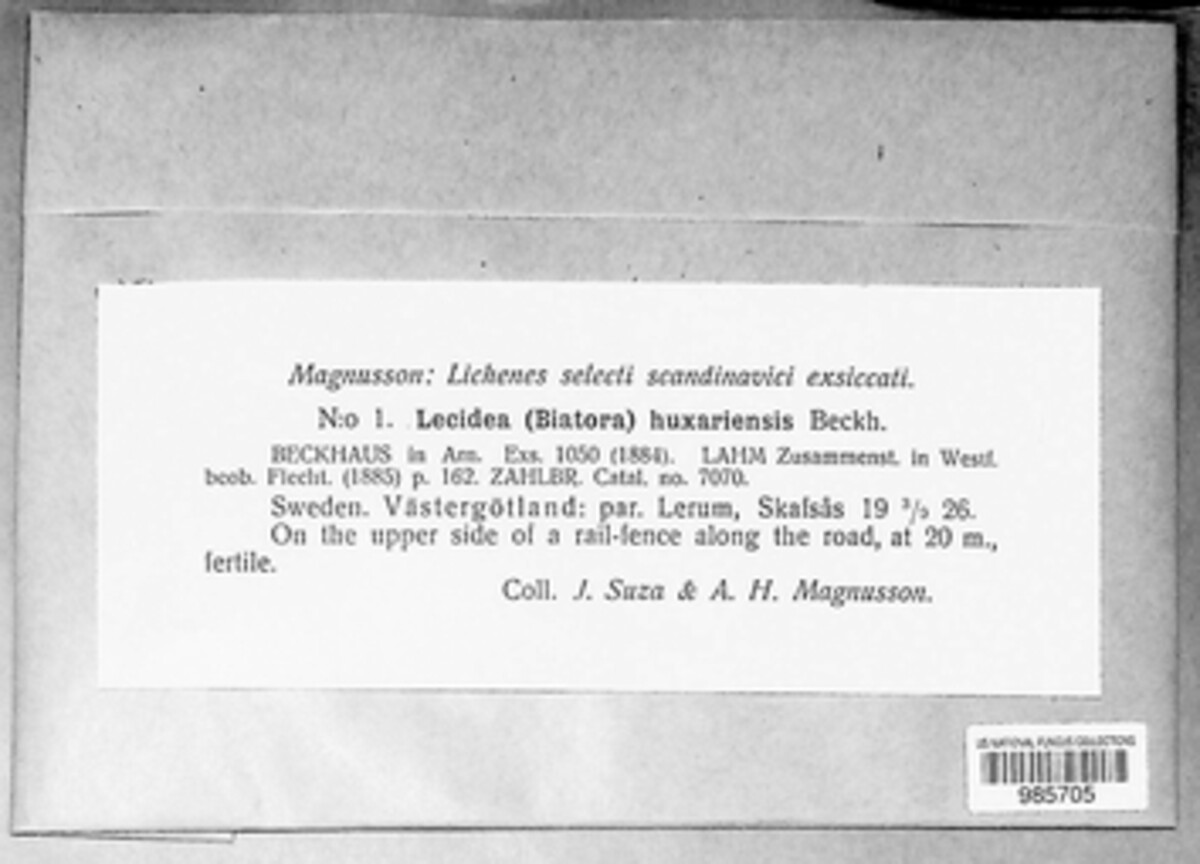 Magnusson: Lichenes selecti scandinavici exsiccati.
N:o 1. Lecidea (Biatora) huxariensis Beckh.
BECKHAUS in Arn. Exs. 1050 (1884). LAHM Zusammenst. in Westf.
beob. Flecht. (1885) p. 162. ZAHLBR. Catal. no. 7070.
Sweden. Västergötland: par. Lerum, Skalsås 19 26.
On the upper side of a rail-fence along the road, at 20 m.,
fertile.
Coll. J. Suza & A. H. Magnusson.
US NATIONAL FUNGUS COLLECTIONS
985705